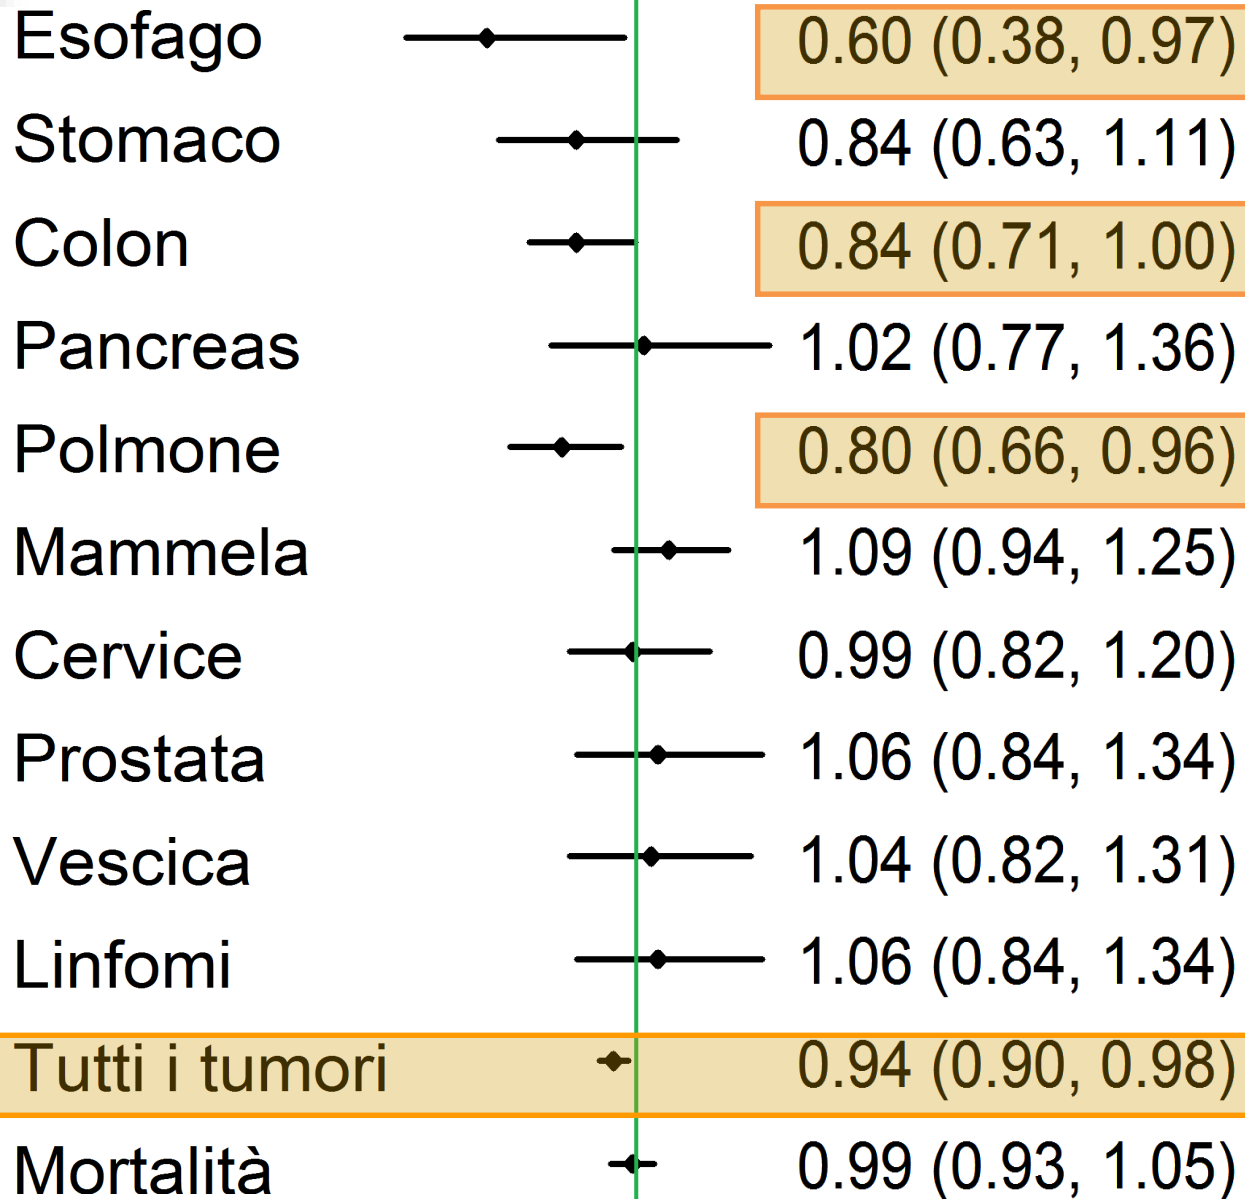 Esofago 0.60 (0.38, 0.97)
Stomaco 0.84 (0.63, 1.11)
Colon 0.84 (0.71, 1.00)
Pancreas 1.02 (0.77, 1.36)
Polmone 0.80 (0.66, 0.96)
Mammela 1.09 (0.94, 1.25)
Cervice 0.99 (0.82, 1.20)
Prostata 1.06 (0.84, 1.34)
Vescica 1.04 (0.82, 1.31)
Linfomi 1.06 (0.84, 1.34)
Tutti i tumori 0.94 (0.90, 0.98)
Mortalità 0.99 (0.93, 1.05)